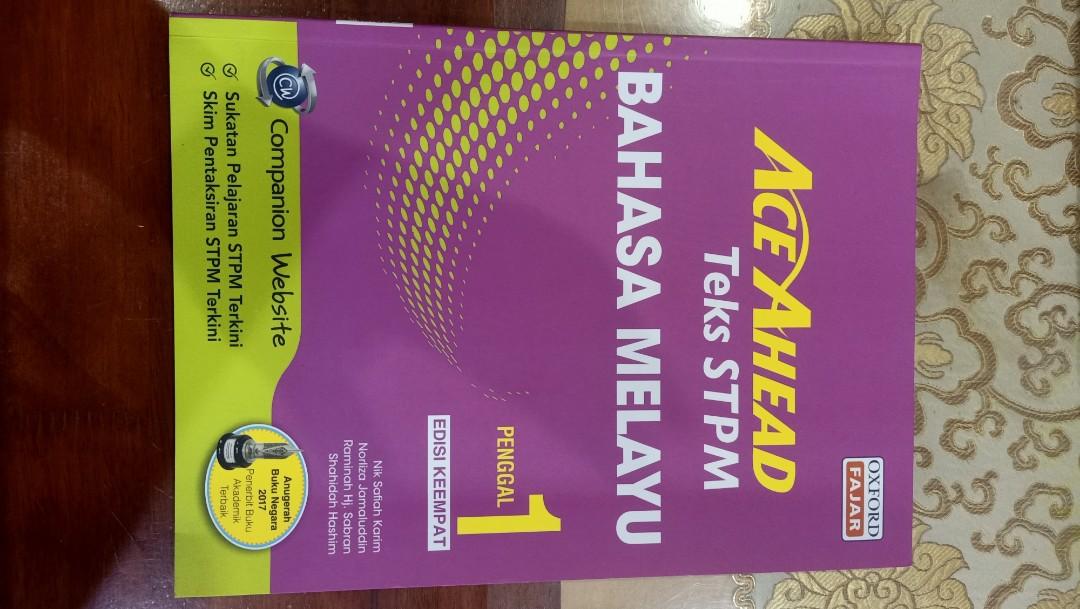 OXFORD
FAJAR
ACE AHEAD
Teks STPM
BAHASA MELAYU
PENGGAL 1
EDISI KEEMPAT
Nik Safiah Karim
Norliza Jamaluddin
Raminah Hj. Sabran
Shahidah Hashim
CW
Companion Website
Sukatan Pelajaran STPM Terkini
Skim Pentaksiran STPM Terkini
Anugerah
Buku Negara
2017
Penerbit Buku
Akademik
Terbaik